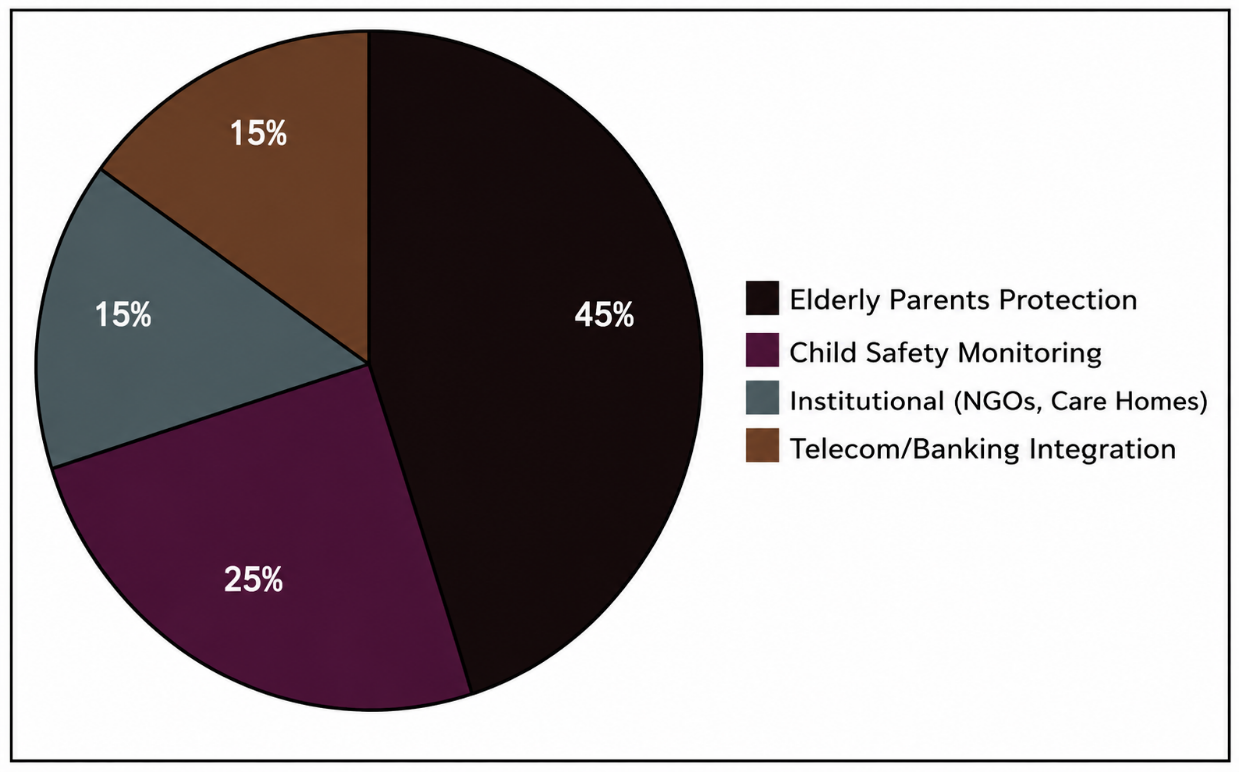 15%
45%
15%
25%
Elderly Parents Protection
Child Safety Monitoring
Institutional (NGOs, Care Homes)
Telecom/Banking Integration